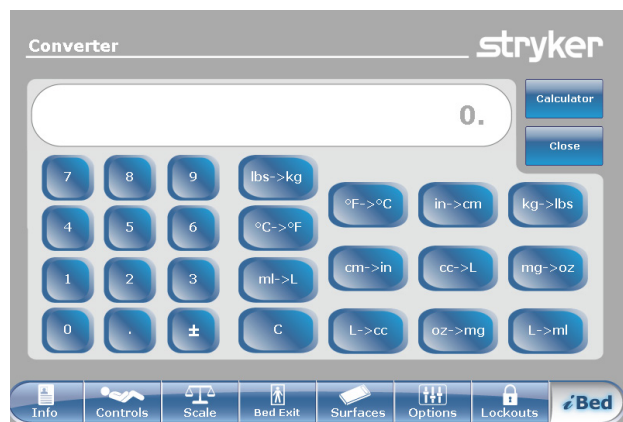 Converter
stryker
0.
Calculator
Close
7 8 9 lbs->kg
°F->°C in->cm kg->lbs
4 5 6 °C->°F
cm->in cc->L mg->oz
1 2 3 ml->L
0 . ± C L->cc oz->mg L->ml
Info Controls Scale Bed Exit Surfaces Options Lockouts iBed